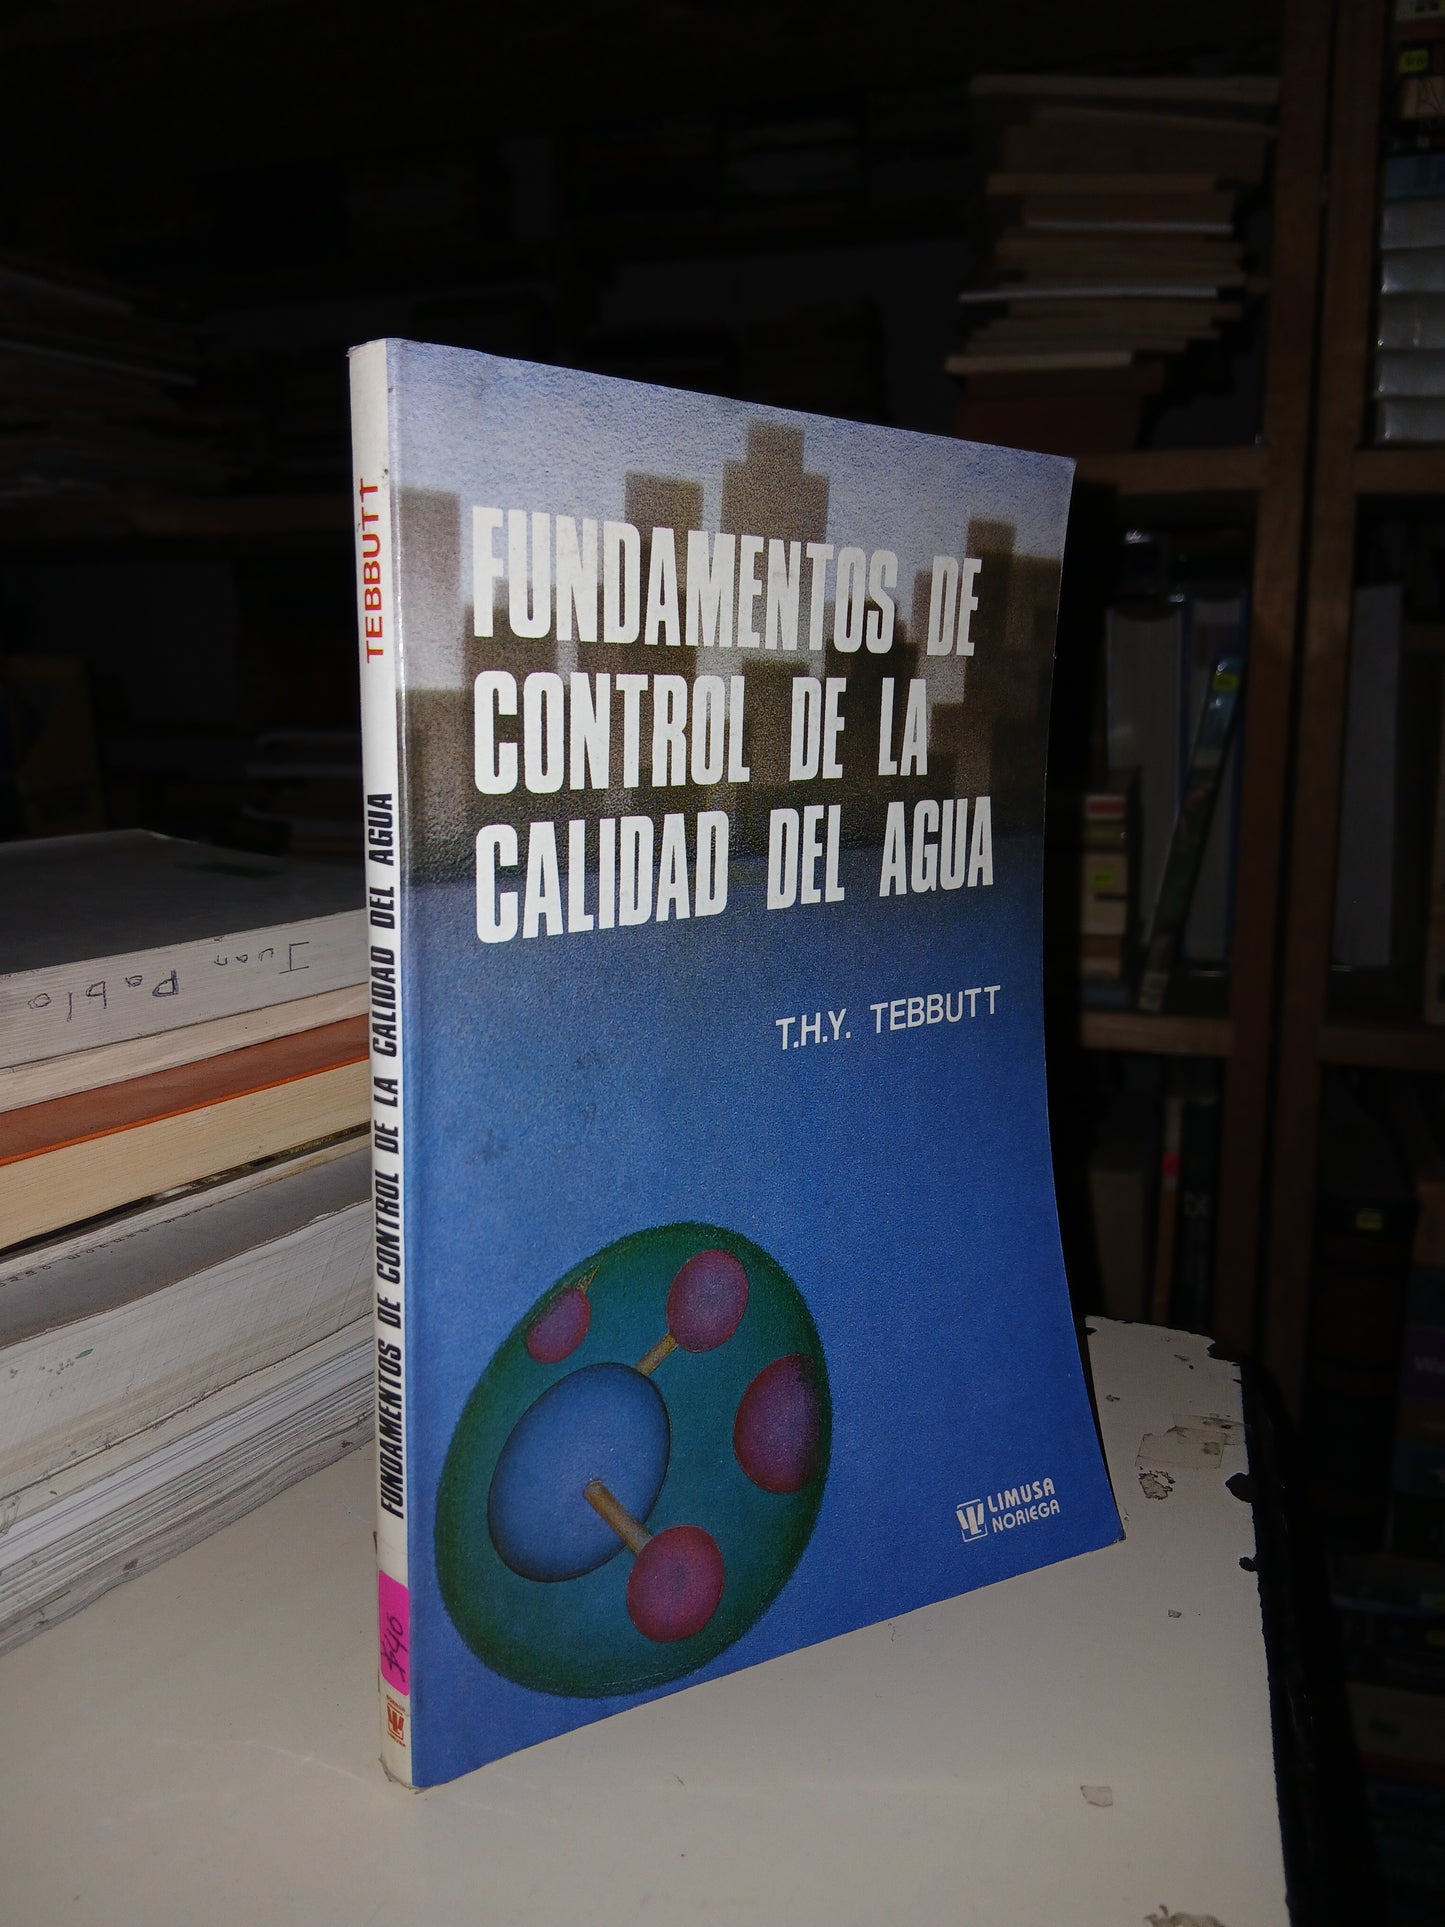 FUNDAMENTOS DE
CONTROL DE LA
CALIDAD DEL AGUA
T.H.Y. TEBBUTT
LIMUSA
NORIEGA
TEBBUTT
FUNDAMENTOS DE CONTROL DE LA CALIDAD DEL AGUA
$40
Juan Pablo